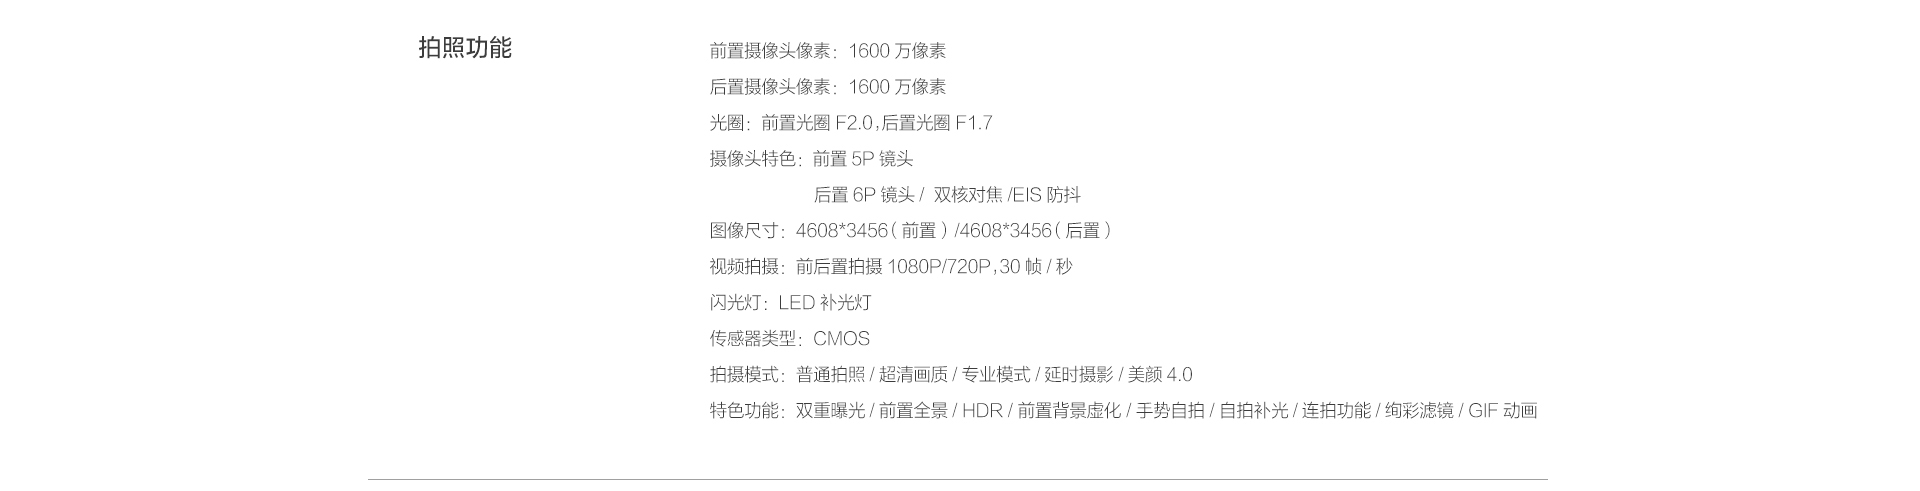 拍照功能
前置摄像头像素：1600 万像素
后置摄像头像素：1600 万像素
光圈：前置光圈 F2.0,后置光圈 F1.7
摄像头特色：前置 5P 镜头
后置 6P 镜头 / 双核对焦 /EIS 防抖
图像尺寸：4608*3456（前置）/4608*3456（后置）
视频拍摄：前后置拍摄 1080P/720P,30 帧 / 秒
闪光灯：LED 补光灯
传感器类型：CMOS
拍摄模式：普通拍照 / 超清画质 / 专业模式 / 延时摄影 / 美颜 4.0
特色功能：双重曝光 / 前置全景 / HDR / 前置背景虚化 / 手势自拍 / 自拍补光 / 连拍功能 / 绚彩滤镜 / GIF 动画